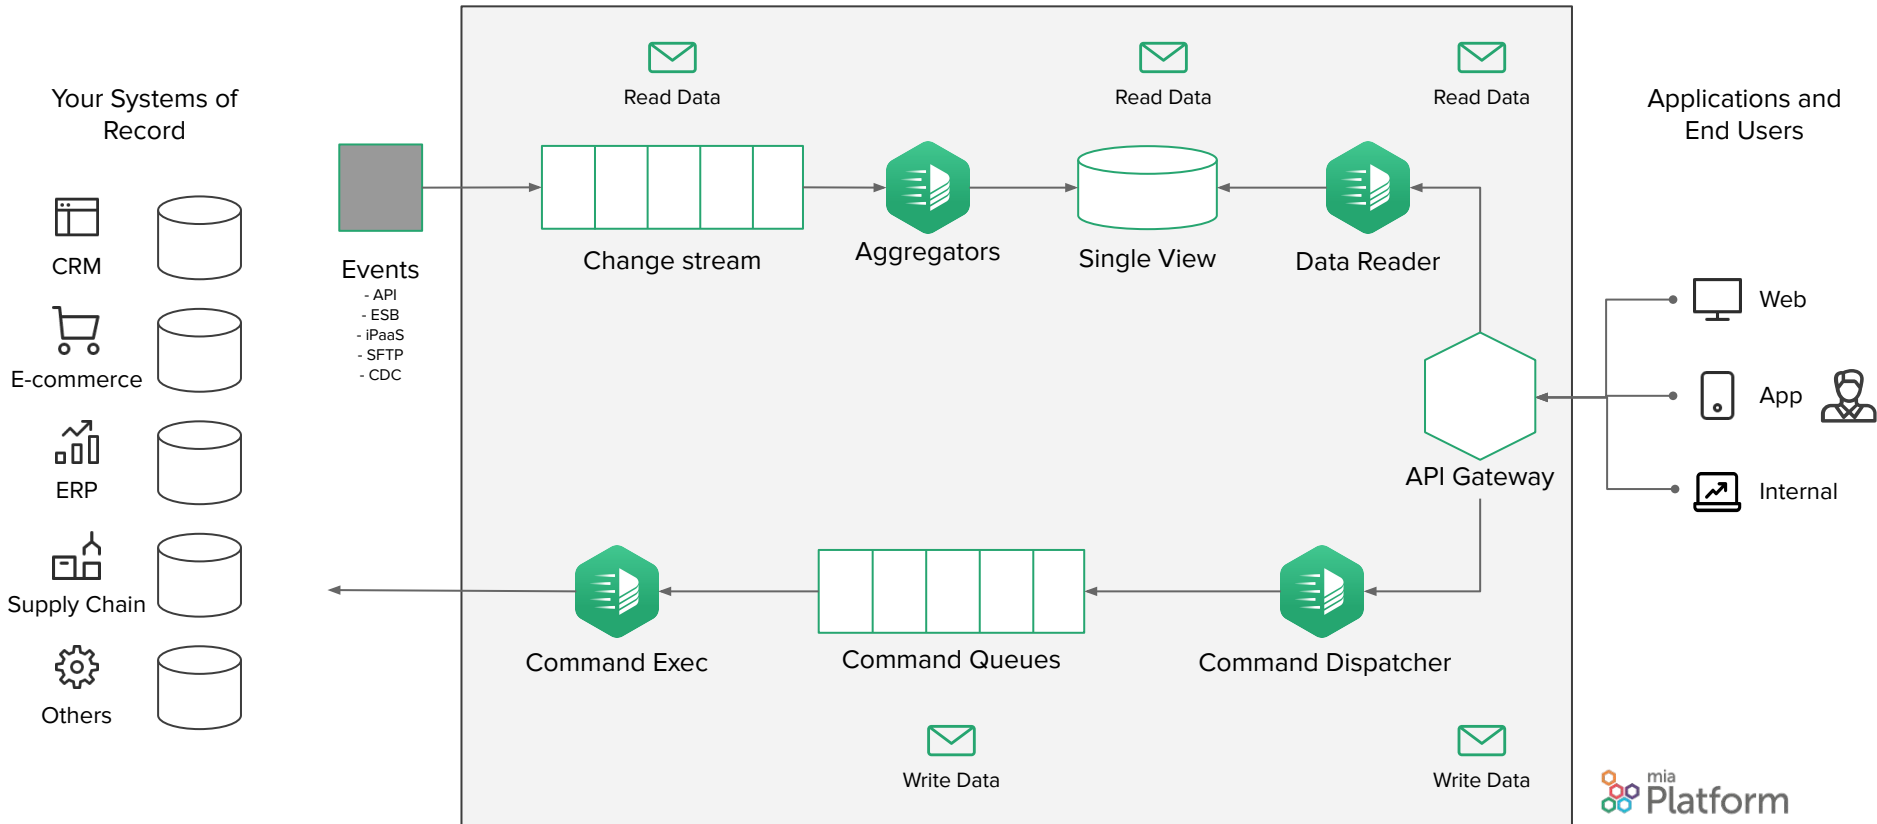 Your Systems of
Record
CRM
E-commerce
ERP
Supply Chain
Others
Events
- API
- ESB
- iPaaS
- SFTP
- CDC
Read Data
Read Data
Read Data
Change stream
Aggregators
Single View
Data Reader
API Gateway
Command Exec
Command Queues
Command Dispatcher
Write Data
Write Data
Applications and
End Users
Web
App
Internal
mia
Platform